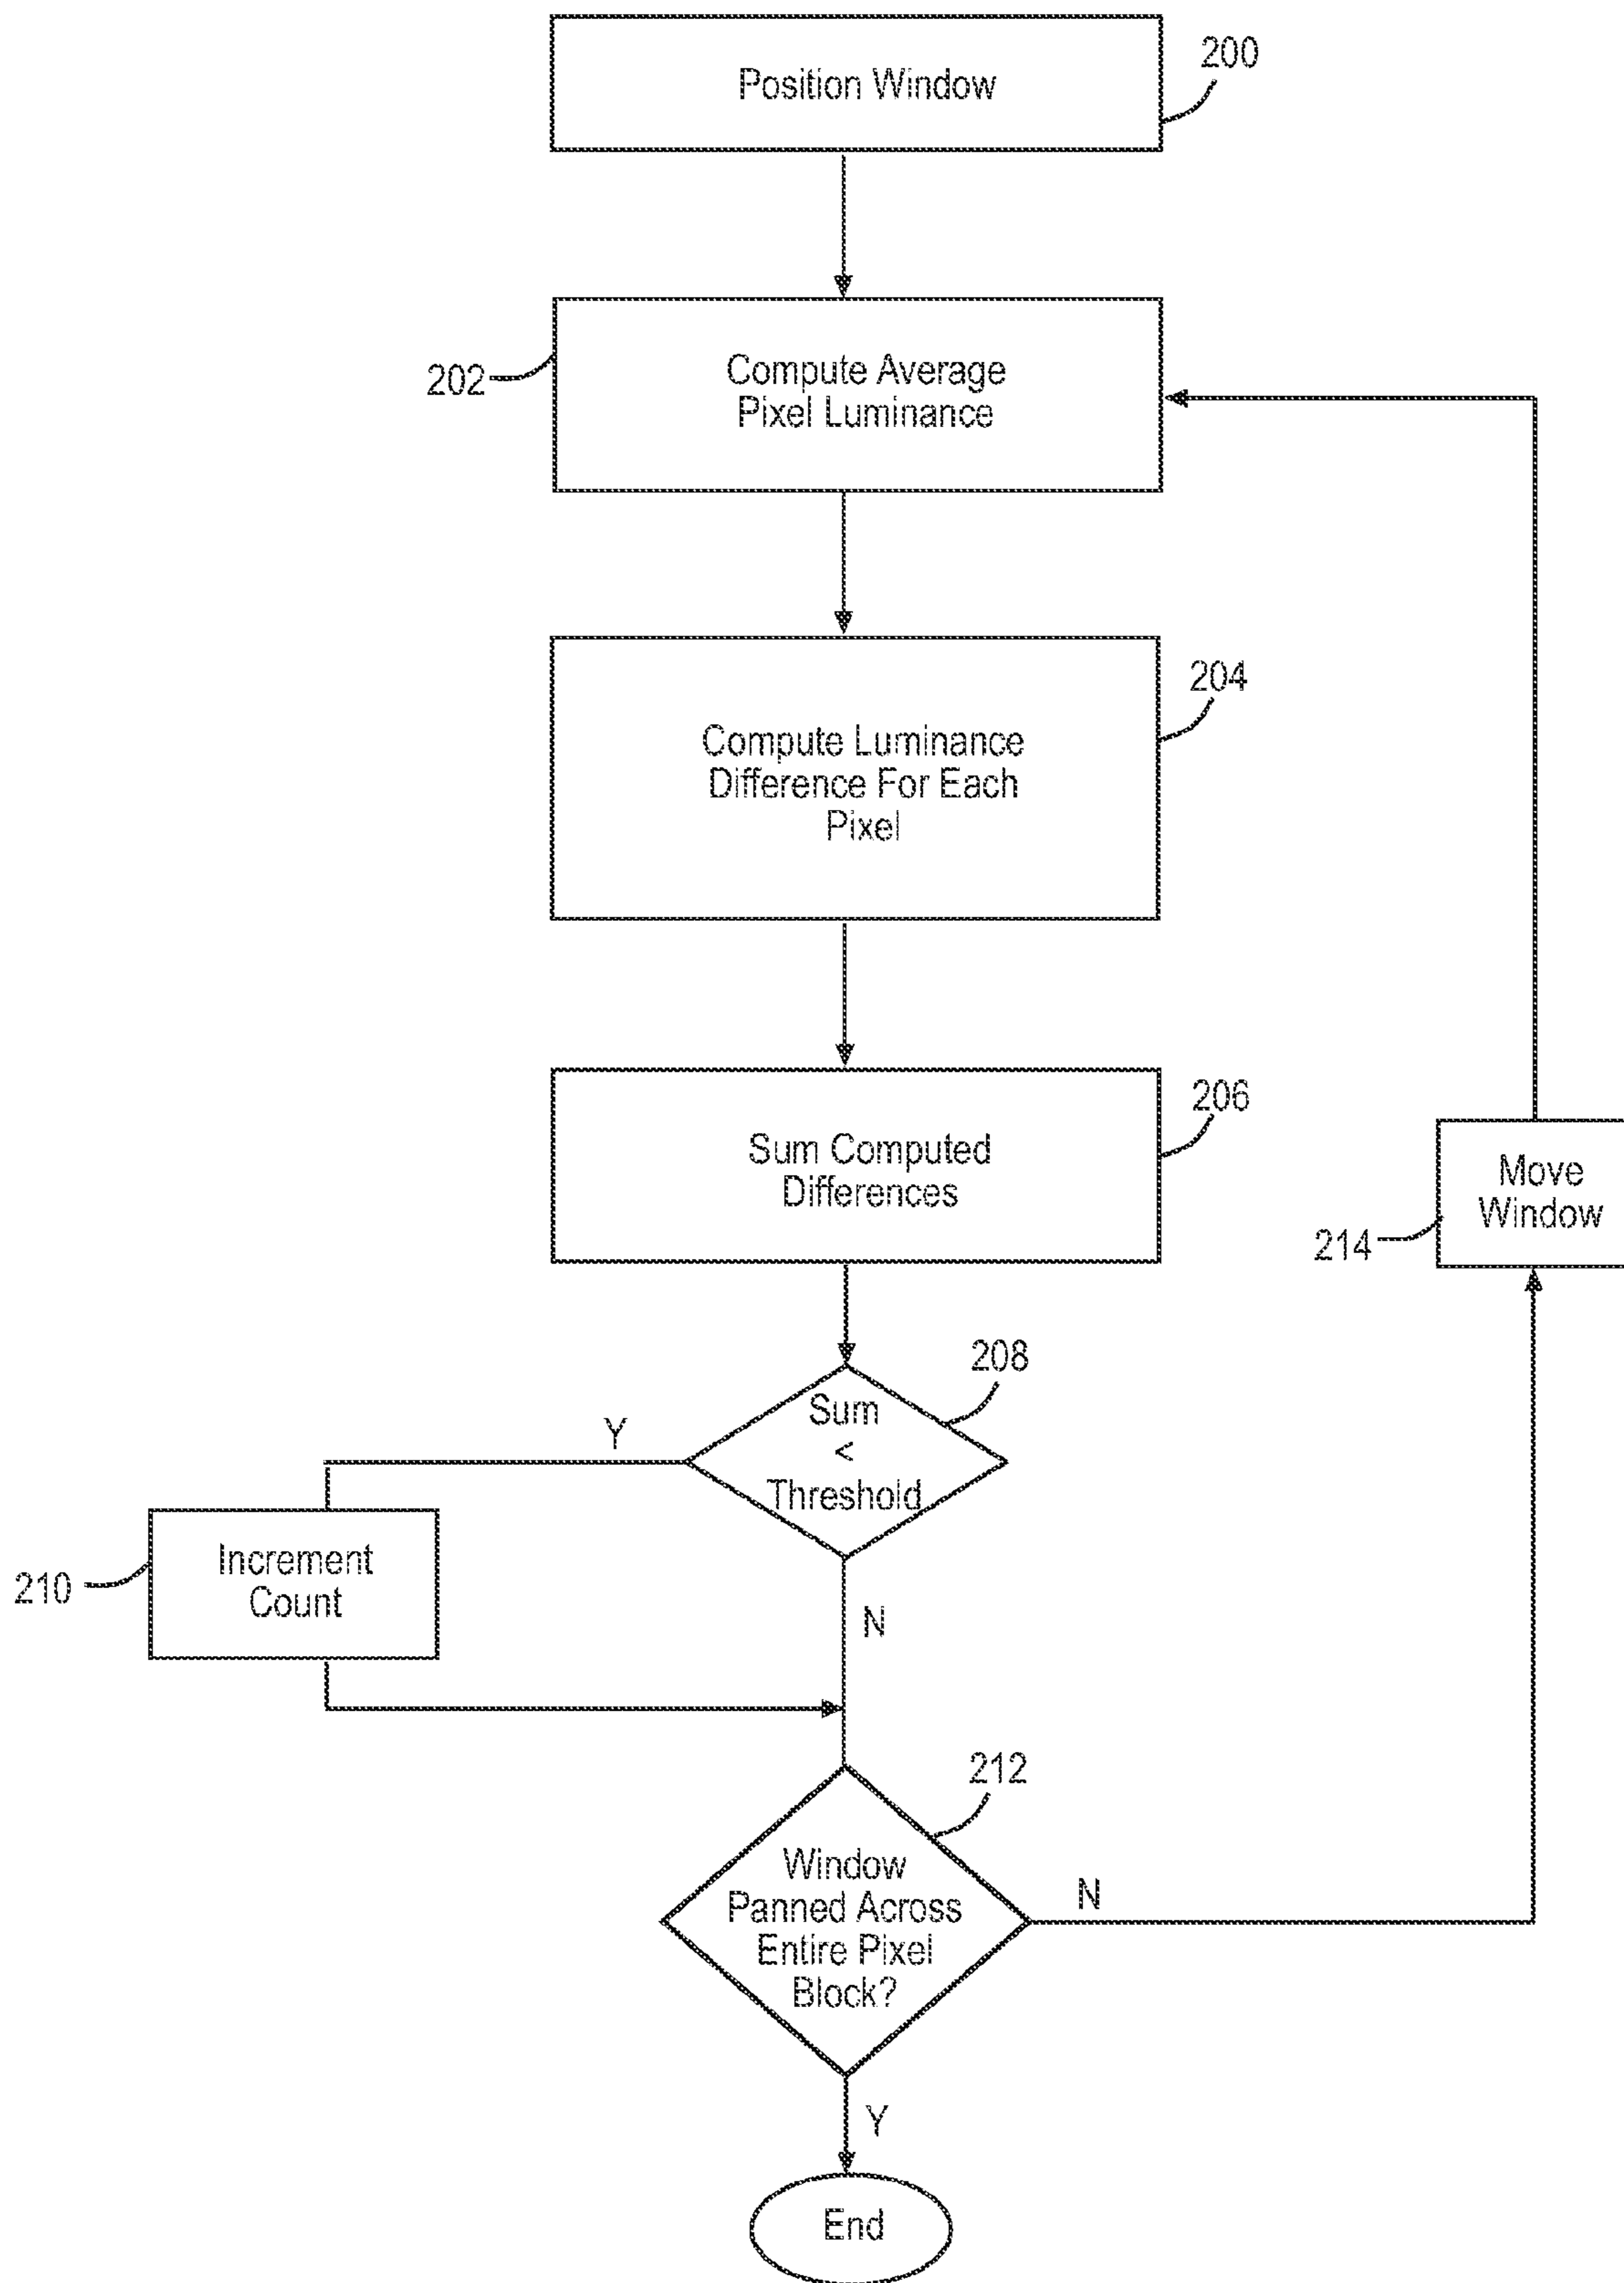 Position Window
200
Compute Average
Pixel Luminance
202
Compute Luminance
Difference For Each
Pixel
204
Sum Computed
Differences
206
Move
Window
214
Sum
<
Threshold
208
Y
N
Increment
Count
210
Window
Panned Across
Entire Pixel
Block?
212
N
Y
End